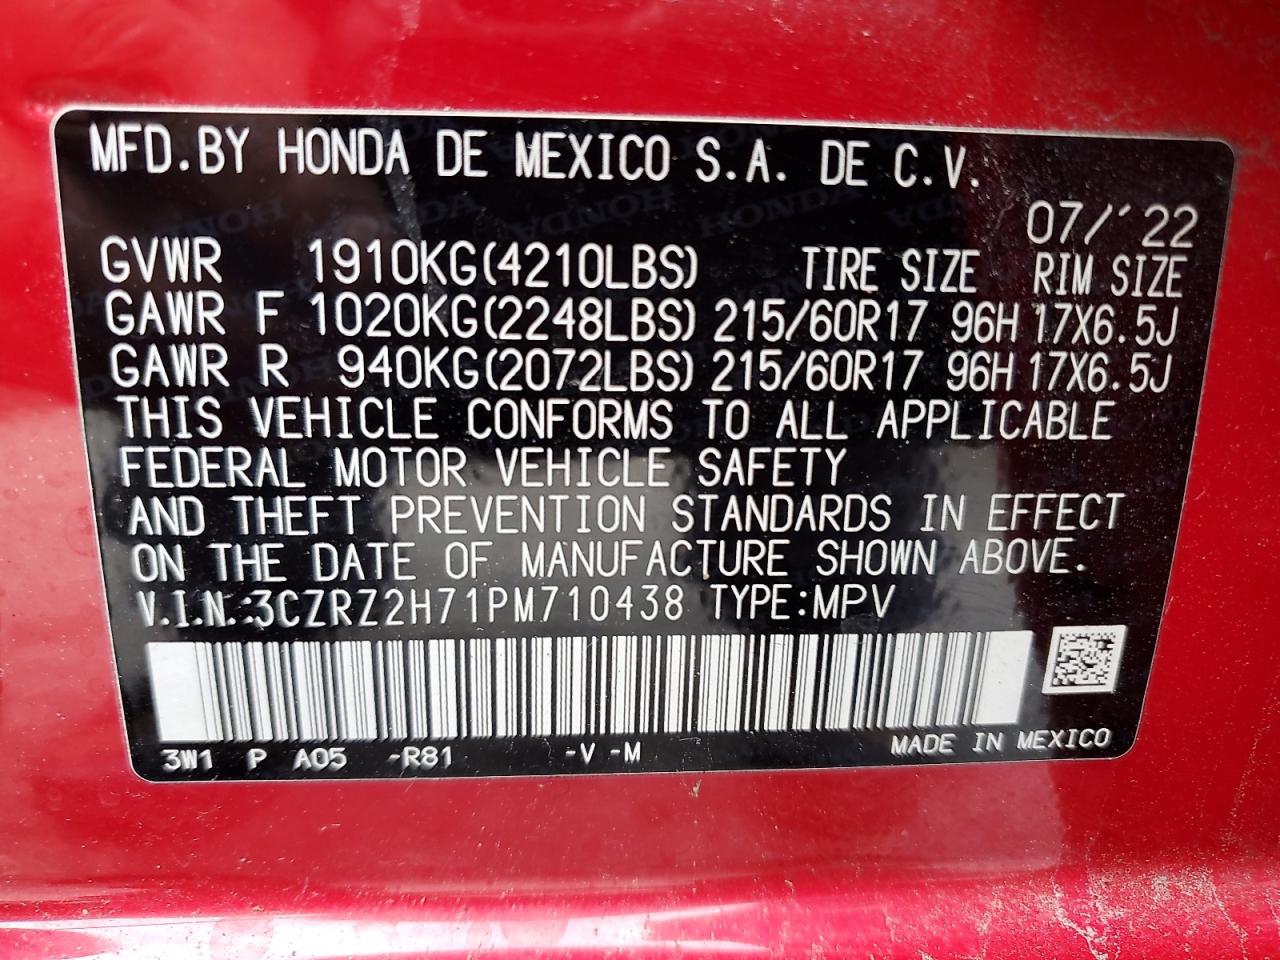 MFD.BY HONDA DE MEXICO S.A. DE C.V.
07/'22
GVWR 1910KG(4210LBS) TIRE SIZE RIM SIZE
GAWR F 1020KG(2248LBS) 215/60R17 96H 17X6.5J
GAWR R 940KG(2072LBS) 215/60R17 96H 17X6.5J
THIS VEHICLE CONFORMS TO ALL APPLICABLE
FEDERAL MOTOR VEHICLE SAFETY
AND THEFT PREVENTION STANDARDS IN EFFECT
ON THE DATE OF MANUFACTURE SHOWN ABOVE.
V.I.N.:3CZRZ2H71PM710438 TYPE:MPV
3W1 P A05 -R81 -V -M MADE IN MEXICO